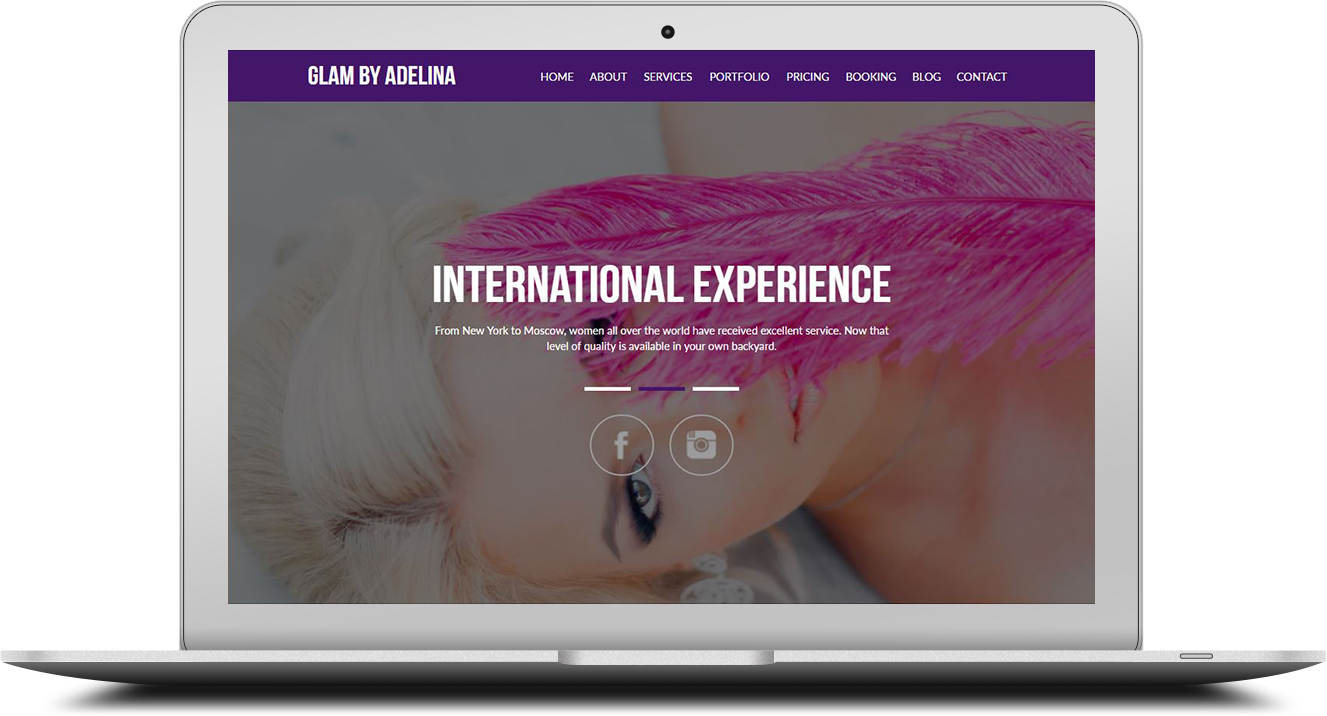 GLAM BY ADELINA
HOME ABOUT SERVICES PORTFOLIO PRICING BOOKING BLOG CONTACT
INTERNATIONAL EXPERIENCE
From New York to Moscow, women all over the world have received excellent service. Now that
level of quality is available in your own backyard.
f